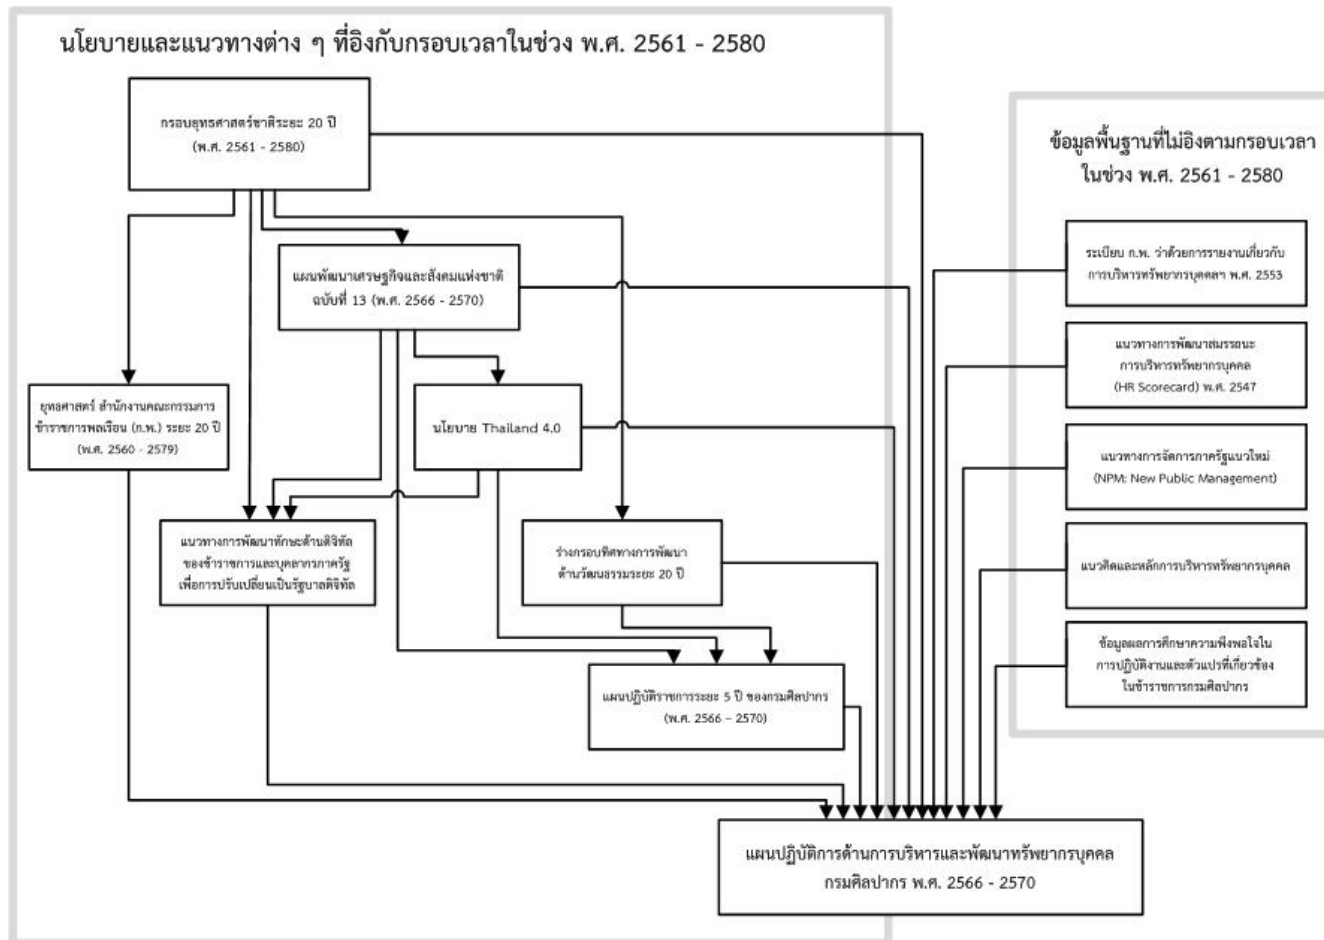 นโยบายและแนวทางต่าง ๆ ที่อิงกับกรอบเวลาในช่วง พ.ศ. 2561 - 2580
กรอบยุทธศาสตร์ชาติระยะ 20 ปี
(พ.ศ. 2561 - 2580)
แผนพัฒนาเศรษฐกิจและสังคมแห่งชาติ
ฉบับที่ 13 (พ.ศ. 2566 - 2570)
ยุทธศาสตร์ สำนักงานคณะกรรมการ
ข้าราชการพลเรือน (ก.พ.) ระยะ 20 ปี
(พ.ศ. 2560 - 2579)
นโยบาย Thailand 4.0
แนวทางการพัฒนาทักษะด้านดิจิทัล
ของข้าราชการและบุคลากรภาครัฐ
เพื่อการปรับเปลี่ยนเป็นรัฐบาลดิจิทัล
ร่างกรอบทิศทางการพัฒนา
ด้านวัฒนธรรมระยะ 20 ปี
แผนปฏิบัติราชการระยะ 5 ปี ของกรมศิลปากร
(พ.ศ. 2566 – 2570)
ข้อมูลพื้นฐานที่ไม่อิงตามกรอบเวลา
ในช่วง พ.ศ. 2561 - 2580
ระเบียบ ก.พ. ว่าด้วยการรายงานเกี่ยวกับ
การบริหารทรัพยากรบุคคลฯ พ.ศ. 2553
แนวทางการพัฒนาสมรรถนะ
การบริหารทรัพยากรบุคคล
(HR Scorecard) พ.ศ. 2547
แนวทางการจัดการภาครัฐแนวใหม่
(NPM: New Public Management)
แนวคิดและหลักการบริหารทรัพยากรบุคคล
ข้อมูลผลการศึกษาความพึงพอใจใน
การปฏิบัติงานและตัวแปรที่เกี่ยวข้อง
ในข้าราชการกรมศิลปากร
แผนปฏิบัติการด้านการบริหารและพัฒนาทรัพยากรบุคคล
กรมศิลปากร พ.ศ. 2566 - 2570